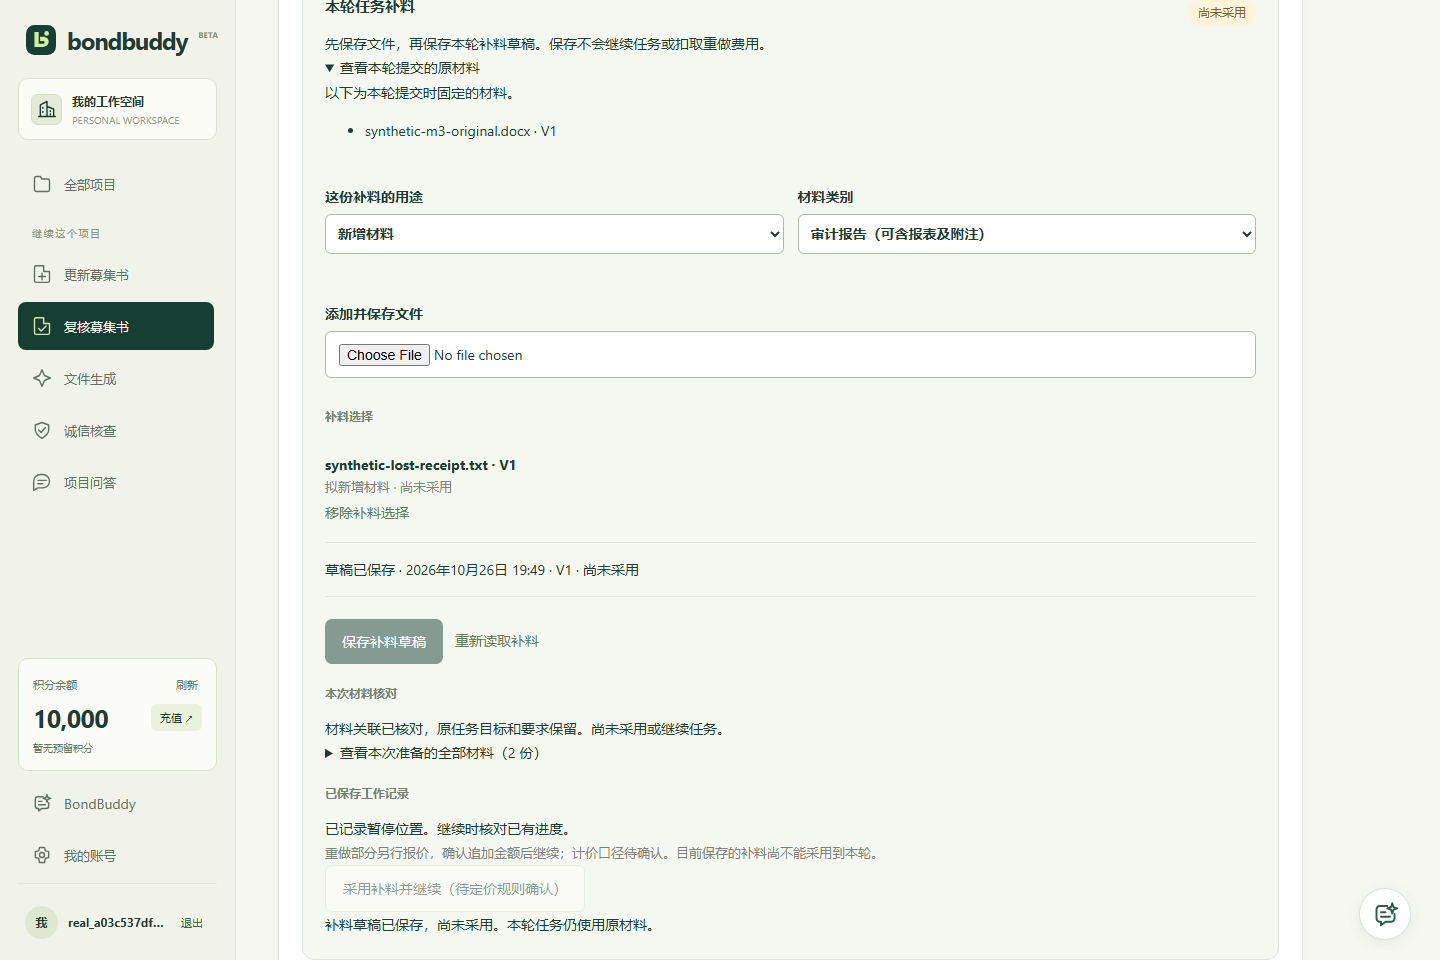 bondbuddy BETA
我的工作空间
PERSONAL WORKSPACE
全部项目
继续这个项目
更新募集书
复核募集书
文件生成
诚信核查
项目问答
积分余额 刷新
10,000 充值 ↗
暂无预留积分
BondBuddy
我的账号
我 real_a03c537df... 退出
本轮任务补料 尚未采用
先保存文件，再保存本轮补料草稿。保存不会继续任务或扣取重做费用。
▼ 查看本轮提交的原材料
以下为本轮提交时固定的材料。
• synthetic-m3-original.docx · V1
这份补料的用途 材料类别
新增材料 审计报告（可含报表及附注）
添加并保存文件
Choose File No file chosen
补料选择
synthetic-lost-receipt.txt · V1
拟新增材料 · 尚未采用
移除补料选择
草稿已保存 · 2026年10月26日 19:49 · V1 · 尚未采用
保存补料草稿 重新读取补料
本次材料核对
材料关联已核对，原任务目标和要求保留。尚未采用或继续任务。
▶ 查看本次准备的全部材料（2 份）
已保存工作记录
已记录暂停位置。继续时核对已有进度。
重做部分另行报价，确认追加金额后继续；计价口径待确认。目前保存的补料尚不能采用到本轮。
采用补料并继续（待定价规则确认）
补料草稿已保存，尚未采用。本轮任务仍使用原材料。